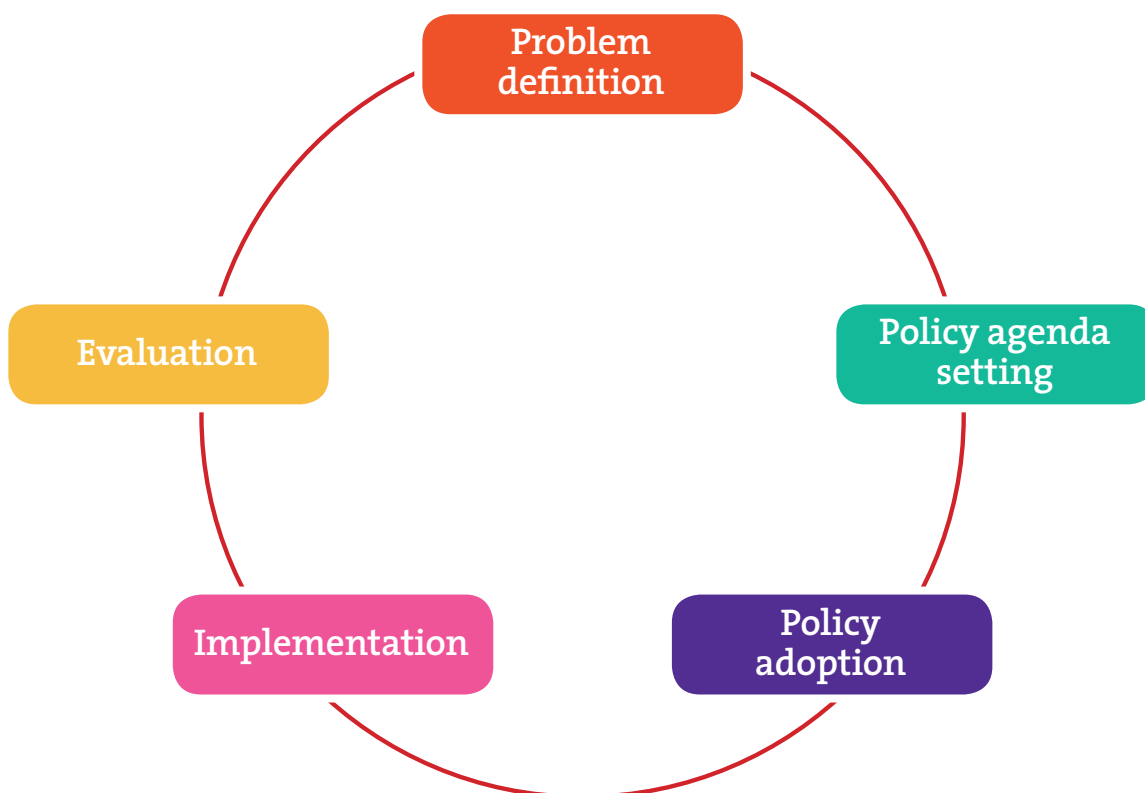 Problem
definition
Policy agenda
setting
Policy
adoption
Implementation
Evaluation